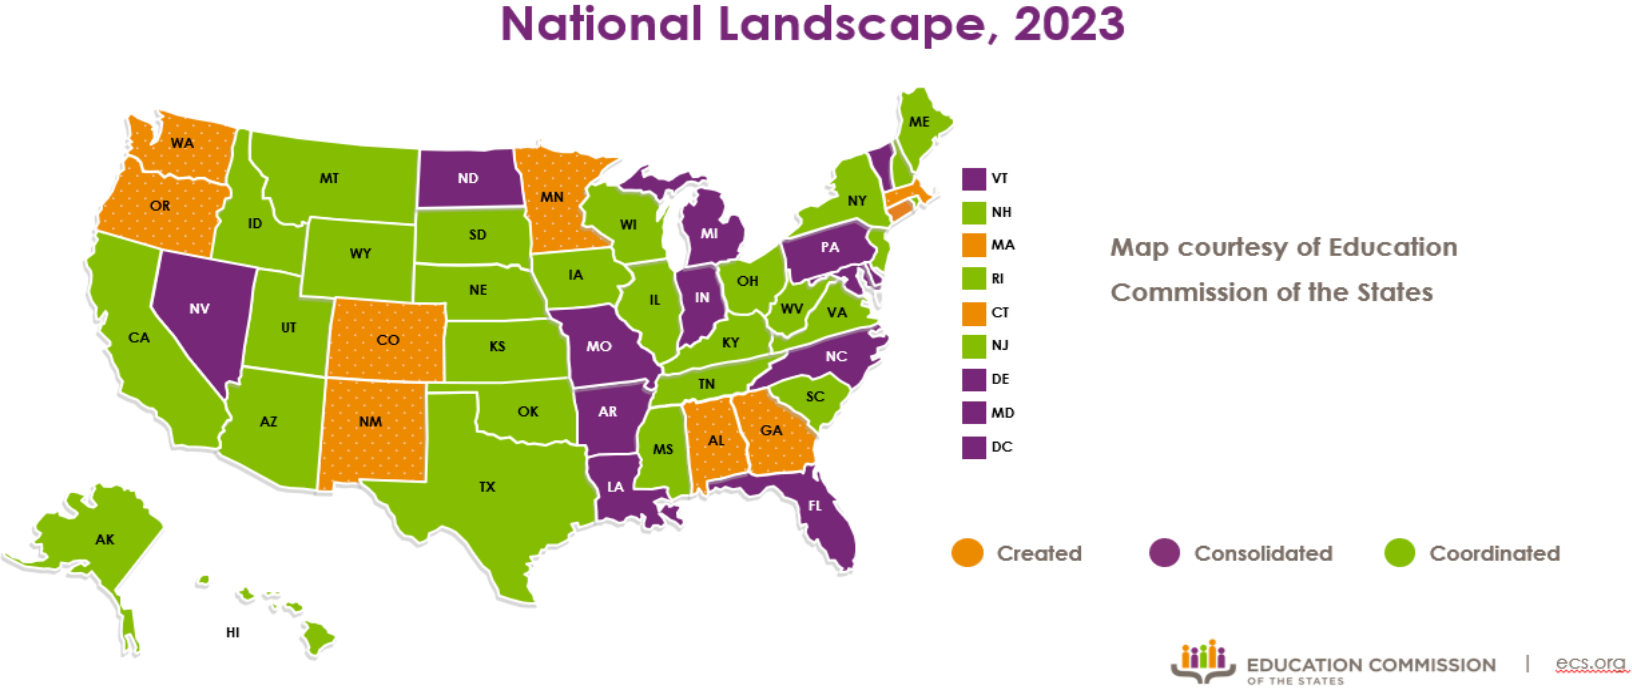 National Landscape, 2023
ME
WA
MT
ND
MN
VT
OR
ID
SD
WI
MI
NY
NH
WY
IA
PA
MA
NE
OH
RI
NV
UT
CO
KS
MO
IL
IN
WV
VA
CT
CA
KY
NC
NJ
AZ
NM
OK
AR
TN
SC
DE
MS
AL
GA
MD
TX
LA
FL
DC
AK
HI
Map courtesy of Education
Commission of the States
Created
Consolidated
Coordinated
EDUCATION COMMISSION
OF THE STATES
| ecs.org